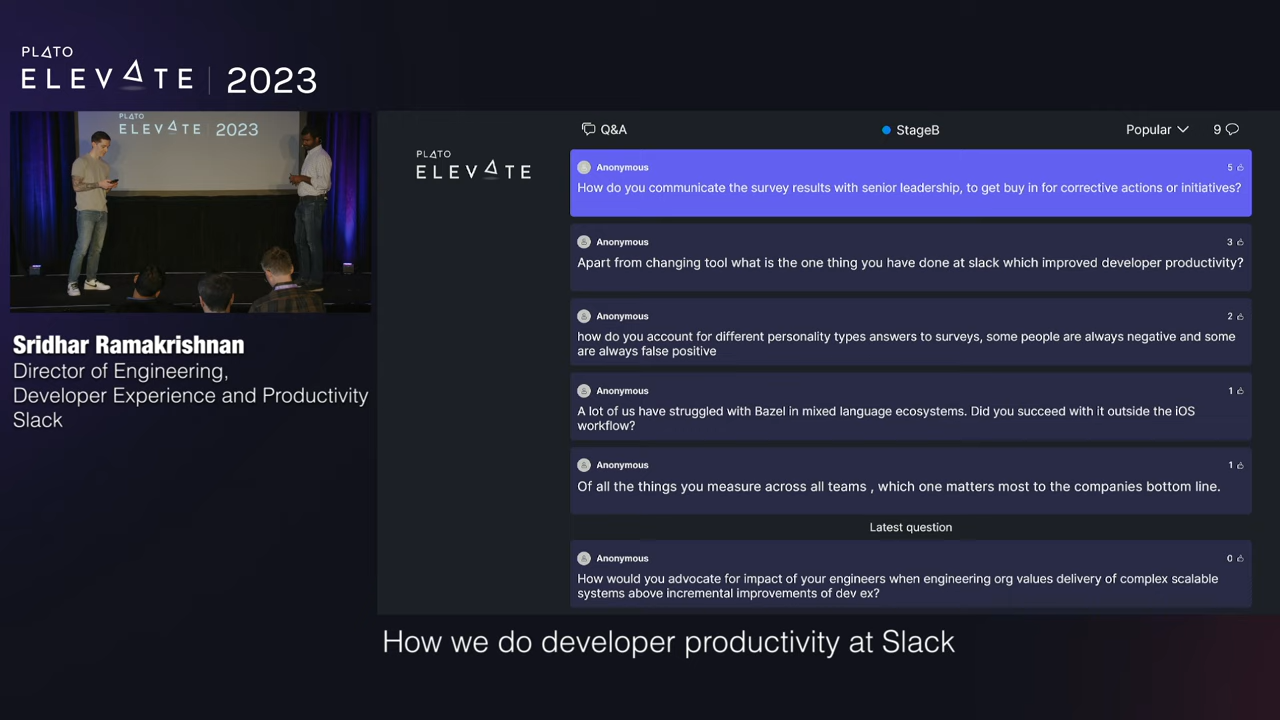 PLATO
ELEVATE 2023
PLATO
ELEVATE 2023
Sridhar Ramakrishnan
Director of Engineering,
Developer Experience and Productivity
Slack
PLATO
ELEVATE
Q&A
StageB
Popular
9
Anonymous
5
How do you communicate the survey results with senior leadership, to get buy in for corrective actions or initiatives?
Anonymous
3
Apart from changing tool what is the one thing you have done at slack which improved developer productivity?
Anonymous
2
how do you account for different personality types answers to surveys, some people are always negative and some
are always false positive
Anonymous
1
A lot of us have struggled with Bazel in mixed language ecosystems. Did you succeed with it outside the iOS
workflow?
Anonymous
1
Of all the things you measure across all teams , which one matters most to the companies bottom line.
Latest question
Anonymous
0
How would you advocate for impact of your engineers when engineering org values delivery of complex scalable
systems above incremental improvements of dev ex?
How we do developer productivity at Slack